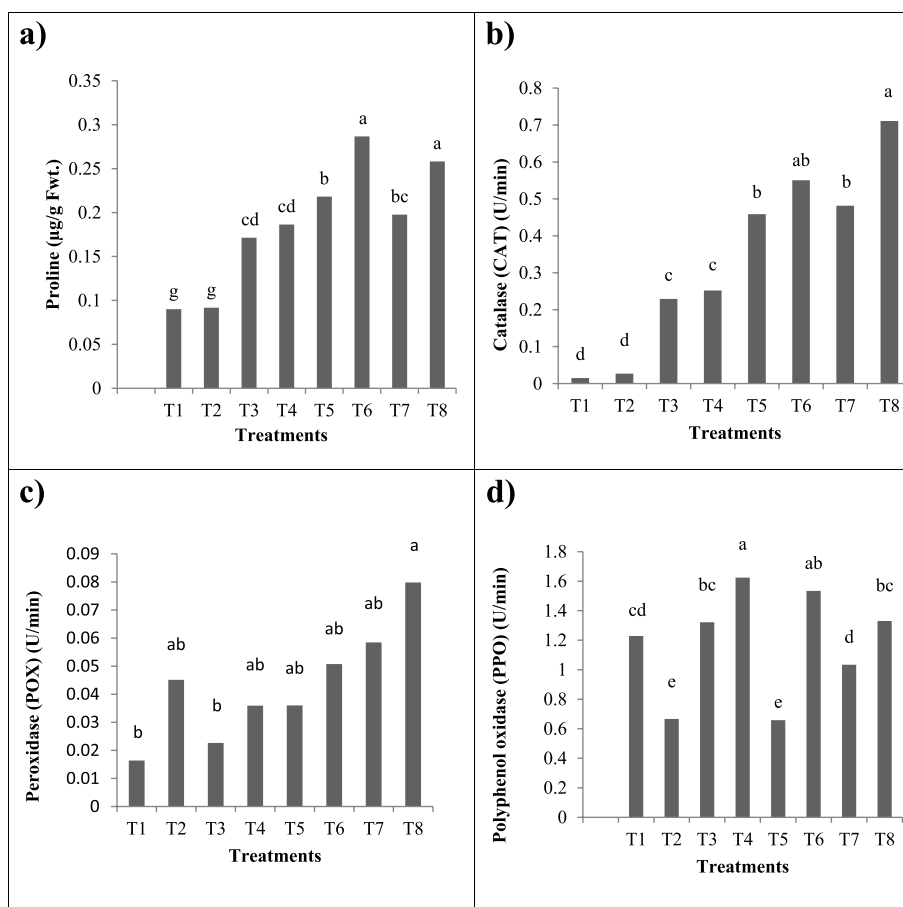 a)
Proline (µg/g Fwt.)
0.35
0.3
0.25
0.2
0.15
0.1
0.05
0
g g cd cd b a bc a
T1 T2 T3 T4 T5 T6 T7 T8
Treatments
b)
Catalase (CAT) (U/min)
0.8
0.7
0.6
0.5
0.4
0.3
0.2
0.1
0
d d c c b ab b a
T1 T2 T3 T4 T5 T6 T7 T8
Treatments
c)
Peroxidase (POX) (U/min)
0.09
0.08
0.07
0.06
0.05
0.04
0.03
0.02
0.01
0
b ab b ab ab ab ab a
T1 T2 T3 T4 T5 T6 T7 T8
Treatments
d)
Polyphenol oxidase (PPO) (U/min)
1.8
1.6
1.4
1.2
1
0.8
0.6
0.4
0.2
0
cd e bc a e ab d bc
T1 T2 T3 T4 T5 T6 T7 T8
Treatments